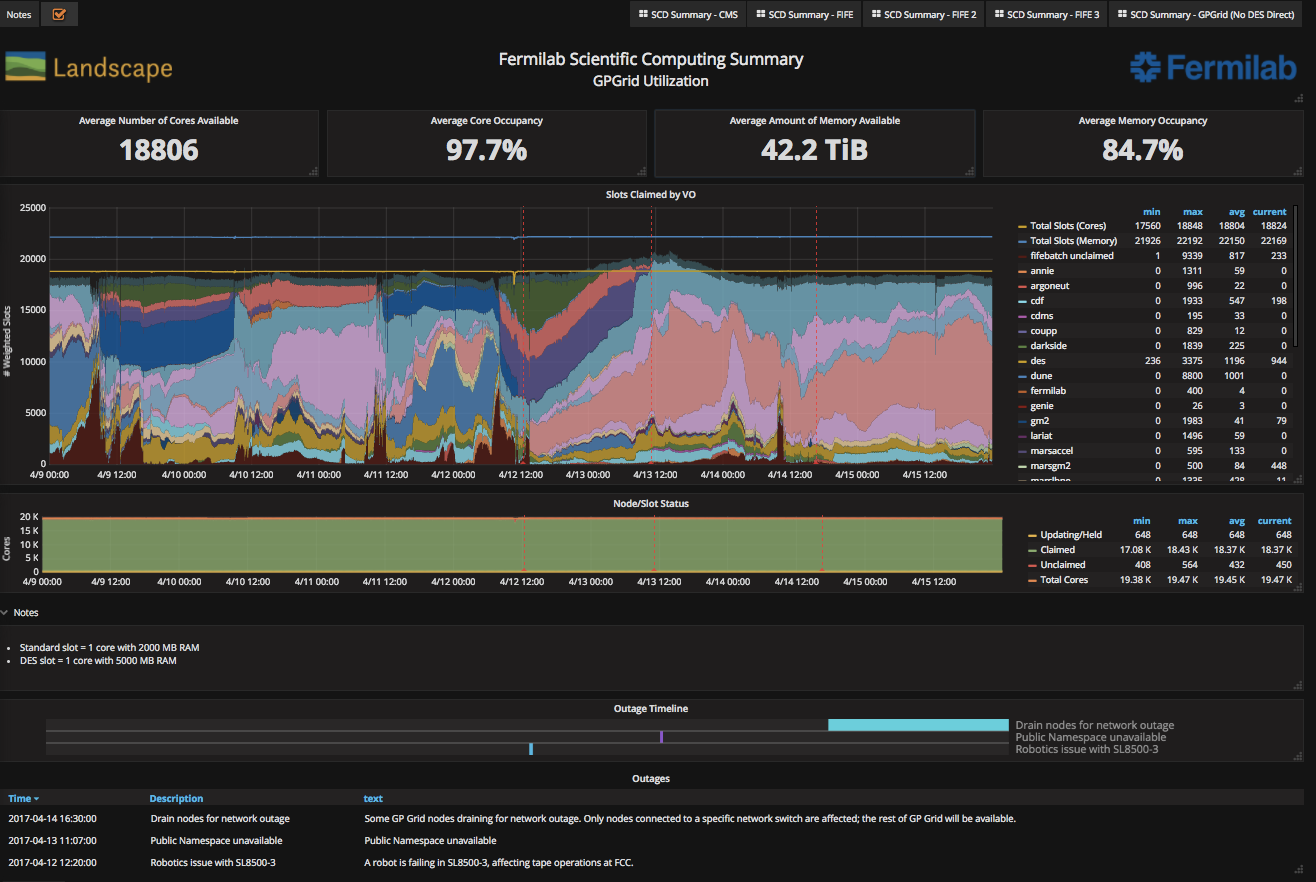 Notes
SCD Summary - CMS SCD Summary - FIFE SCD Summary - FIFE 2 SCD Summary - FIFE 3 SCD Summary - GPGrid (No DES Direct)
Landscape
Fermilab Scientific Computing Summary
GPGrid Utilization
Fermilab
Average Number of Cores Available
18806
Average Core Occupancy
97.7%
Average Amount of Memory Available
42.2 TiB
Average Memory Occupancy
84.7%
Slots Claimed by VO
# Weighted Slots
25000
20000
15000
10000
5000
0
4/9 00:00 4/9 12:00 4/10 00:00 4/10 12:00 4/11 00:00 4/11 12:00 4/12 00:00 4/12 12:00 4/13 00:00 4/13 12:00 4/14 00:00 4/14 12:00 4/15 00:00 4/15 12:00
min max avg current
Total Slots (Cores) 17560 18848 18804 18824
Total Slots (Memory) 21926 22192 22150 22169
fifebatch unclaimed 1 9339 817 233
annie 0 1311 59 0
argoneut 0 996 22 0
cdf 0 1933 547 198
cdms 0 195 33 0
coupp 0 829 12 0
darkside 0 1839 225 0
des 236 3375 1196 944
dune 0 8800 1001 0
fermilab 0 400 4 0
genie 0 26 3 0
gm2 0 1983 41 79
lariat 0 1496 59 0
marsaccel 0 595 133 0
marsgm2 0 500 84 448
Node/Slot Status
Cores
20 K
15 K
10 K
5 K
0
4/9 00:00 4/9 12:00 4/10 00:00 4/10 12:00 4/11 00:00 4/11 12:00 4/12 00:00 4/12 12:00 4/13 00:00 4/13 12:00 4/14 00:00 4/14 12:00 4/15 00:00 4/15 12:00
min max avg current
Updating/Held 648 648 648 648
Claimed 17.08 K 18.43 K 18.37 K 18.37 K
Unclaimed 408 564 432 450
Total Cores 19.38 K 19.47 K 19.45 K 19.47 K
Notes
• Standard slot = 1 core with 2000 MB RAM
• DES slot = 1 core with 5000 MB RAM
Outage Timeline
Drain nodes for network outage
Public Namespace unavailable
Robotics issue with SL8500-3
Outages
Time Description text
2017-04-14 16:30:00 Drain nodes for network outage Some GP Grid nodes draining for network outage. Only nodes connected to a specific network switch are affected; the rest of GP Grid will be available.
2017-04-13 11:07:00 Public Namespace unavailable Public Namespace unavailable
2017-04-12 12:20:00 Robotics issue with SL8500-3 A robot is failing in SL8500-3, affecting tape operations at FCC.